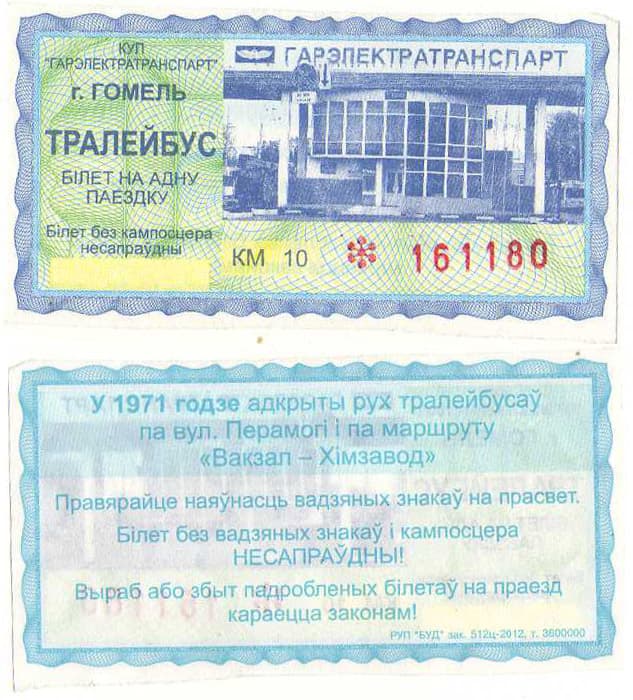 КУП
"ГАРЭЛЕКТРАТРАНСПАРТ"
г. ГОМЕЛЬ
ТРАЛЕЙБУС
БІЛЕТ НА АДНУ
ПАЕЗДКУ
Білет без кампосцера
несапраўдны
ГАРЭЛЕКТРАТРАНСПАРТ
КМ 10
161180
У 1971 годзе адкрыты рух тралейбусаў
па вул. Перамогі і па маршруту
«Вакзал – Хімзавод»
Правярайце наяўнасць вадзяных знакаў на прасвет.
Білет без вадзяных знакаў і кампосцера
НЕСАПРАЎДНЫ!
Выраб або збыт падробленых білетаў на праезд
караецца законам!
РУП "БУД" зак. 512ц-2012, т. 3600000